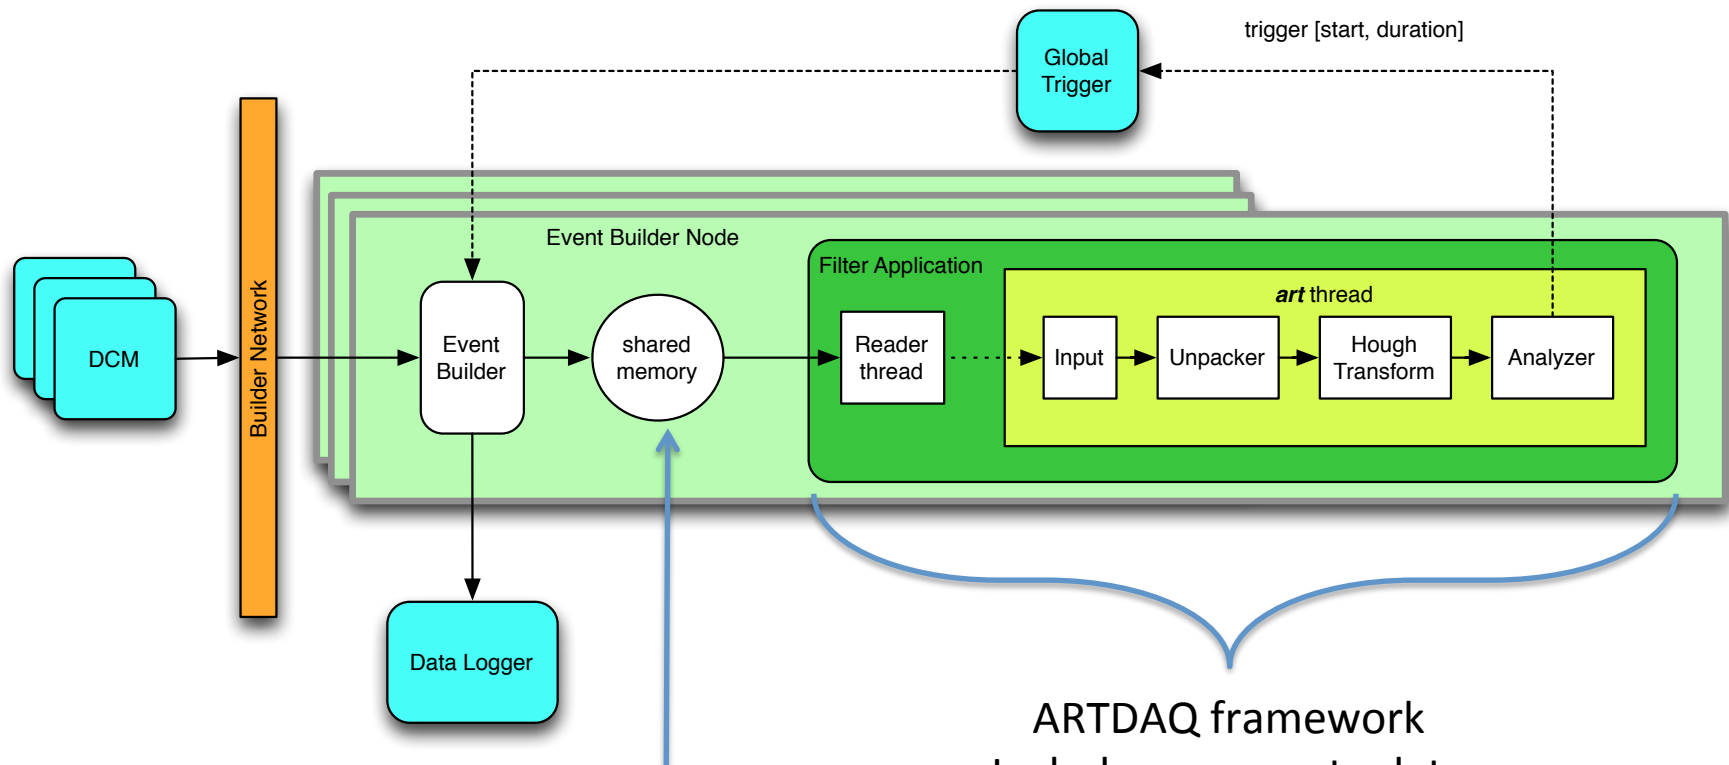 trigger [start, duration]
Global
Trigger
Event Builder Node
Filter Application
art thread
DCM
Builder Network
Event
Builder
shared
memory
Reader
thread
Input
Unpacker
Hough
Transform
Analyzer
Data Logger
ARTDAQ framework